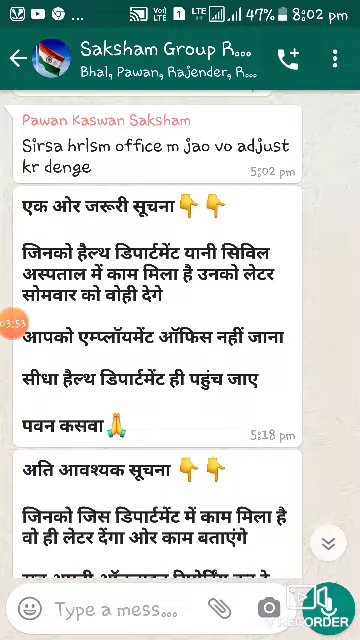 47% 8:02 pm
Saksham Group R...
Bhal, Pawan, Rajender, R...
Pawan Kaswan Saksham
Sirsa hrlsm office m jao vo adjust
kr denge
5:02 pm
एक ओर जरूरी सूचना👇👇
जिनको हैल्थ डिपार्टमेंट यानी सिविल
अस्पताल में काम मिला है उनको लेटर
सोमवार को वोही देगे
03:53
आपको एम्प्लॉयमेंट ऑफिस नहीं जाना
सीधा हैल्थ डिपार्टमेंट ही पहुंच जाए
पवन कसवा🙏
5:18 pm
अति आवश्यक सूचना 👇👇
जिनको जिस डिपार्टमेंट में काम मिला है
वो ही लेटर देंगा ओर काम बताएंगे
Type a mess...
V RECORDER